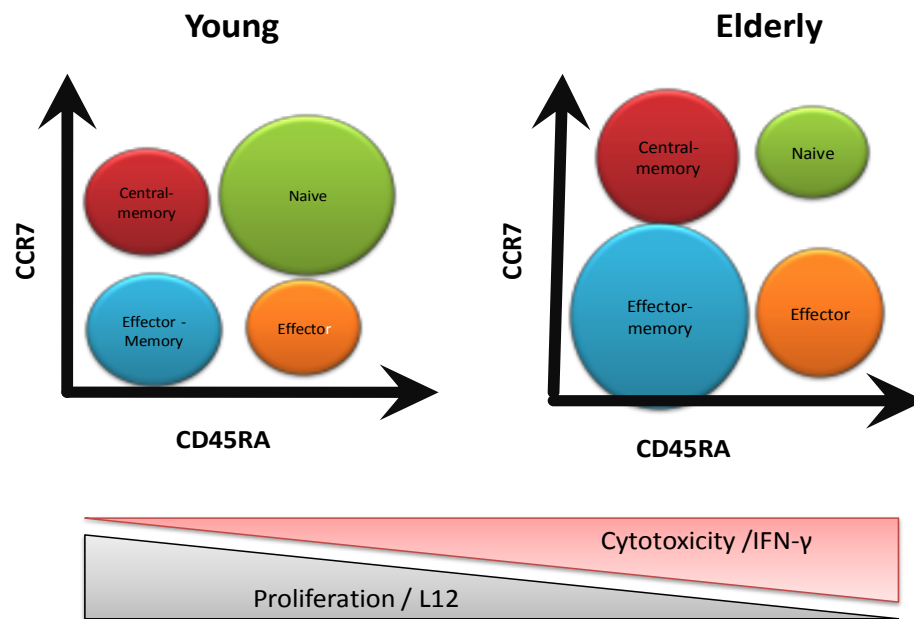 Young
Elderly
CCR7
Central-
memory
Naive
Effector -
Memory
Effector
CD45RA
CCR7
Central-
memory
Naive
Effector-
memory
Effector
CD45RA
Cytotoxicity /IFN-γ
Proliferation / L12